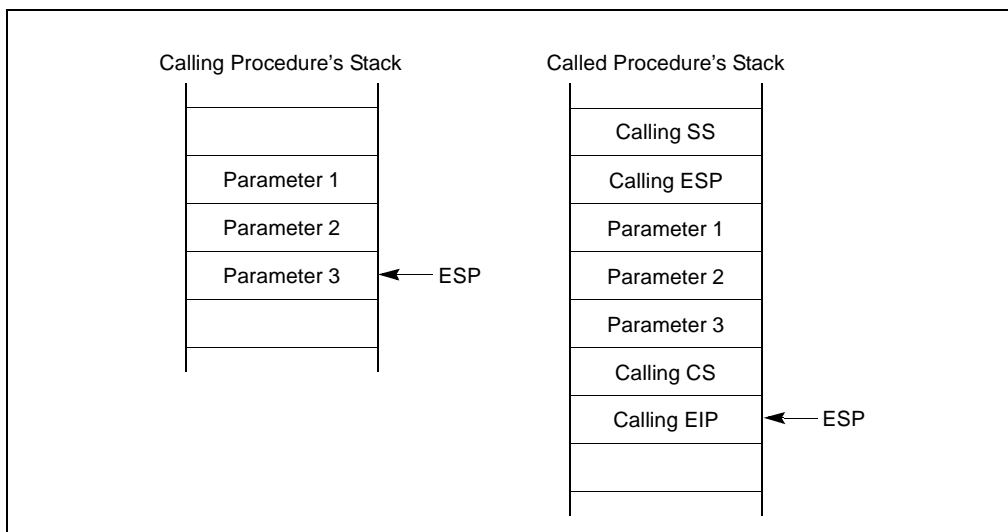 Calling Procedure’s Stack
Parameter 1
Parameter 2
Parameter 3
ESP
Called Procedure’s Stack
Calling SS
Calling ESP
Parameter 1
Parameter 2
Parameter 3
Calling CS
Calling EIP
ESP